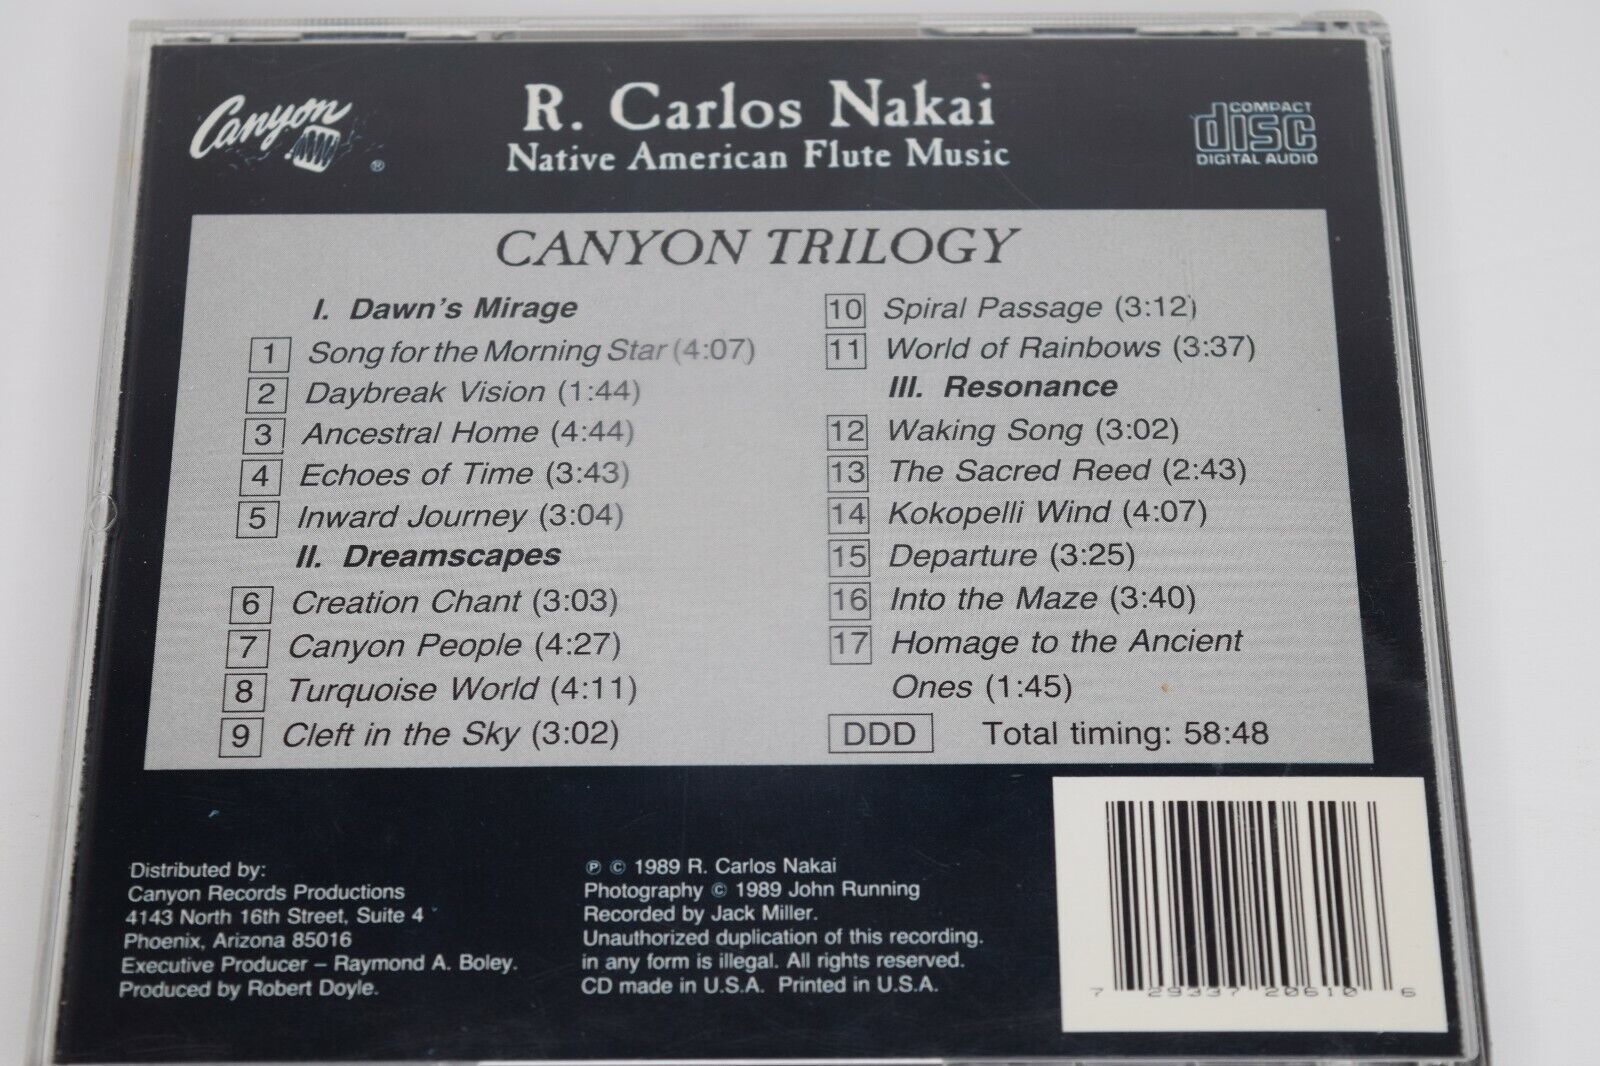 Canyon ®
R. Carlos Nakai
Native American Flute Music
COMPACT
disc
DIGITAL AUDIO
CANYON TRILOGY
I. Dawn's Mirage
1 Song for the Morning Star (4:07)
2 Daybreak Vision (1:44)
3 Ancestral Home (4:44)
4 Echoes of Time (3:43)
5 Inward Journey (3:04)
II. Dreamscapes
6 Creation Chant (3:03)
7 Canyon People (4:27)
8 Turquoise World (4:11)
9 Cleft in the Sky (3:02)
10 Spiral Passage (3:12)
11 World of Rainbows (3:37)
III. Resonance
12 Waking Song (3:02)
13 The Sacred Reed (2:43)
14 Kokopelli Wind (4:07)
15 Departure (3:25)
16 Into the Maze (3:40)
17 Homage to the Ancient
Ones (1:45)
DDD Total timing: 58:48
Distributed by:
Canyon Records Productions
4143 North 16th Street, Suite 4
Phoenix, Arizona 85016
Executive Producer – Raymond A. Boley.
Produced by Robert Doyle.
℗ © 1989 R. Carlos Nakai
Photography © 1989 John Running
Recorded by Jack Miller.
Unauthorized duplication of this recording.
in any form is illegal. All rights reserved.
CD made in U.S.A. Printed in U.S.A.
7 29337 20610 6